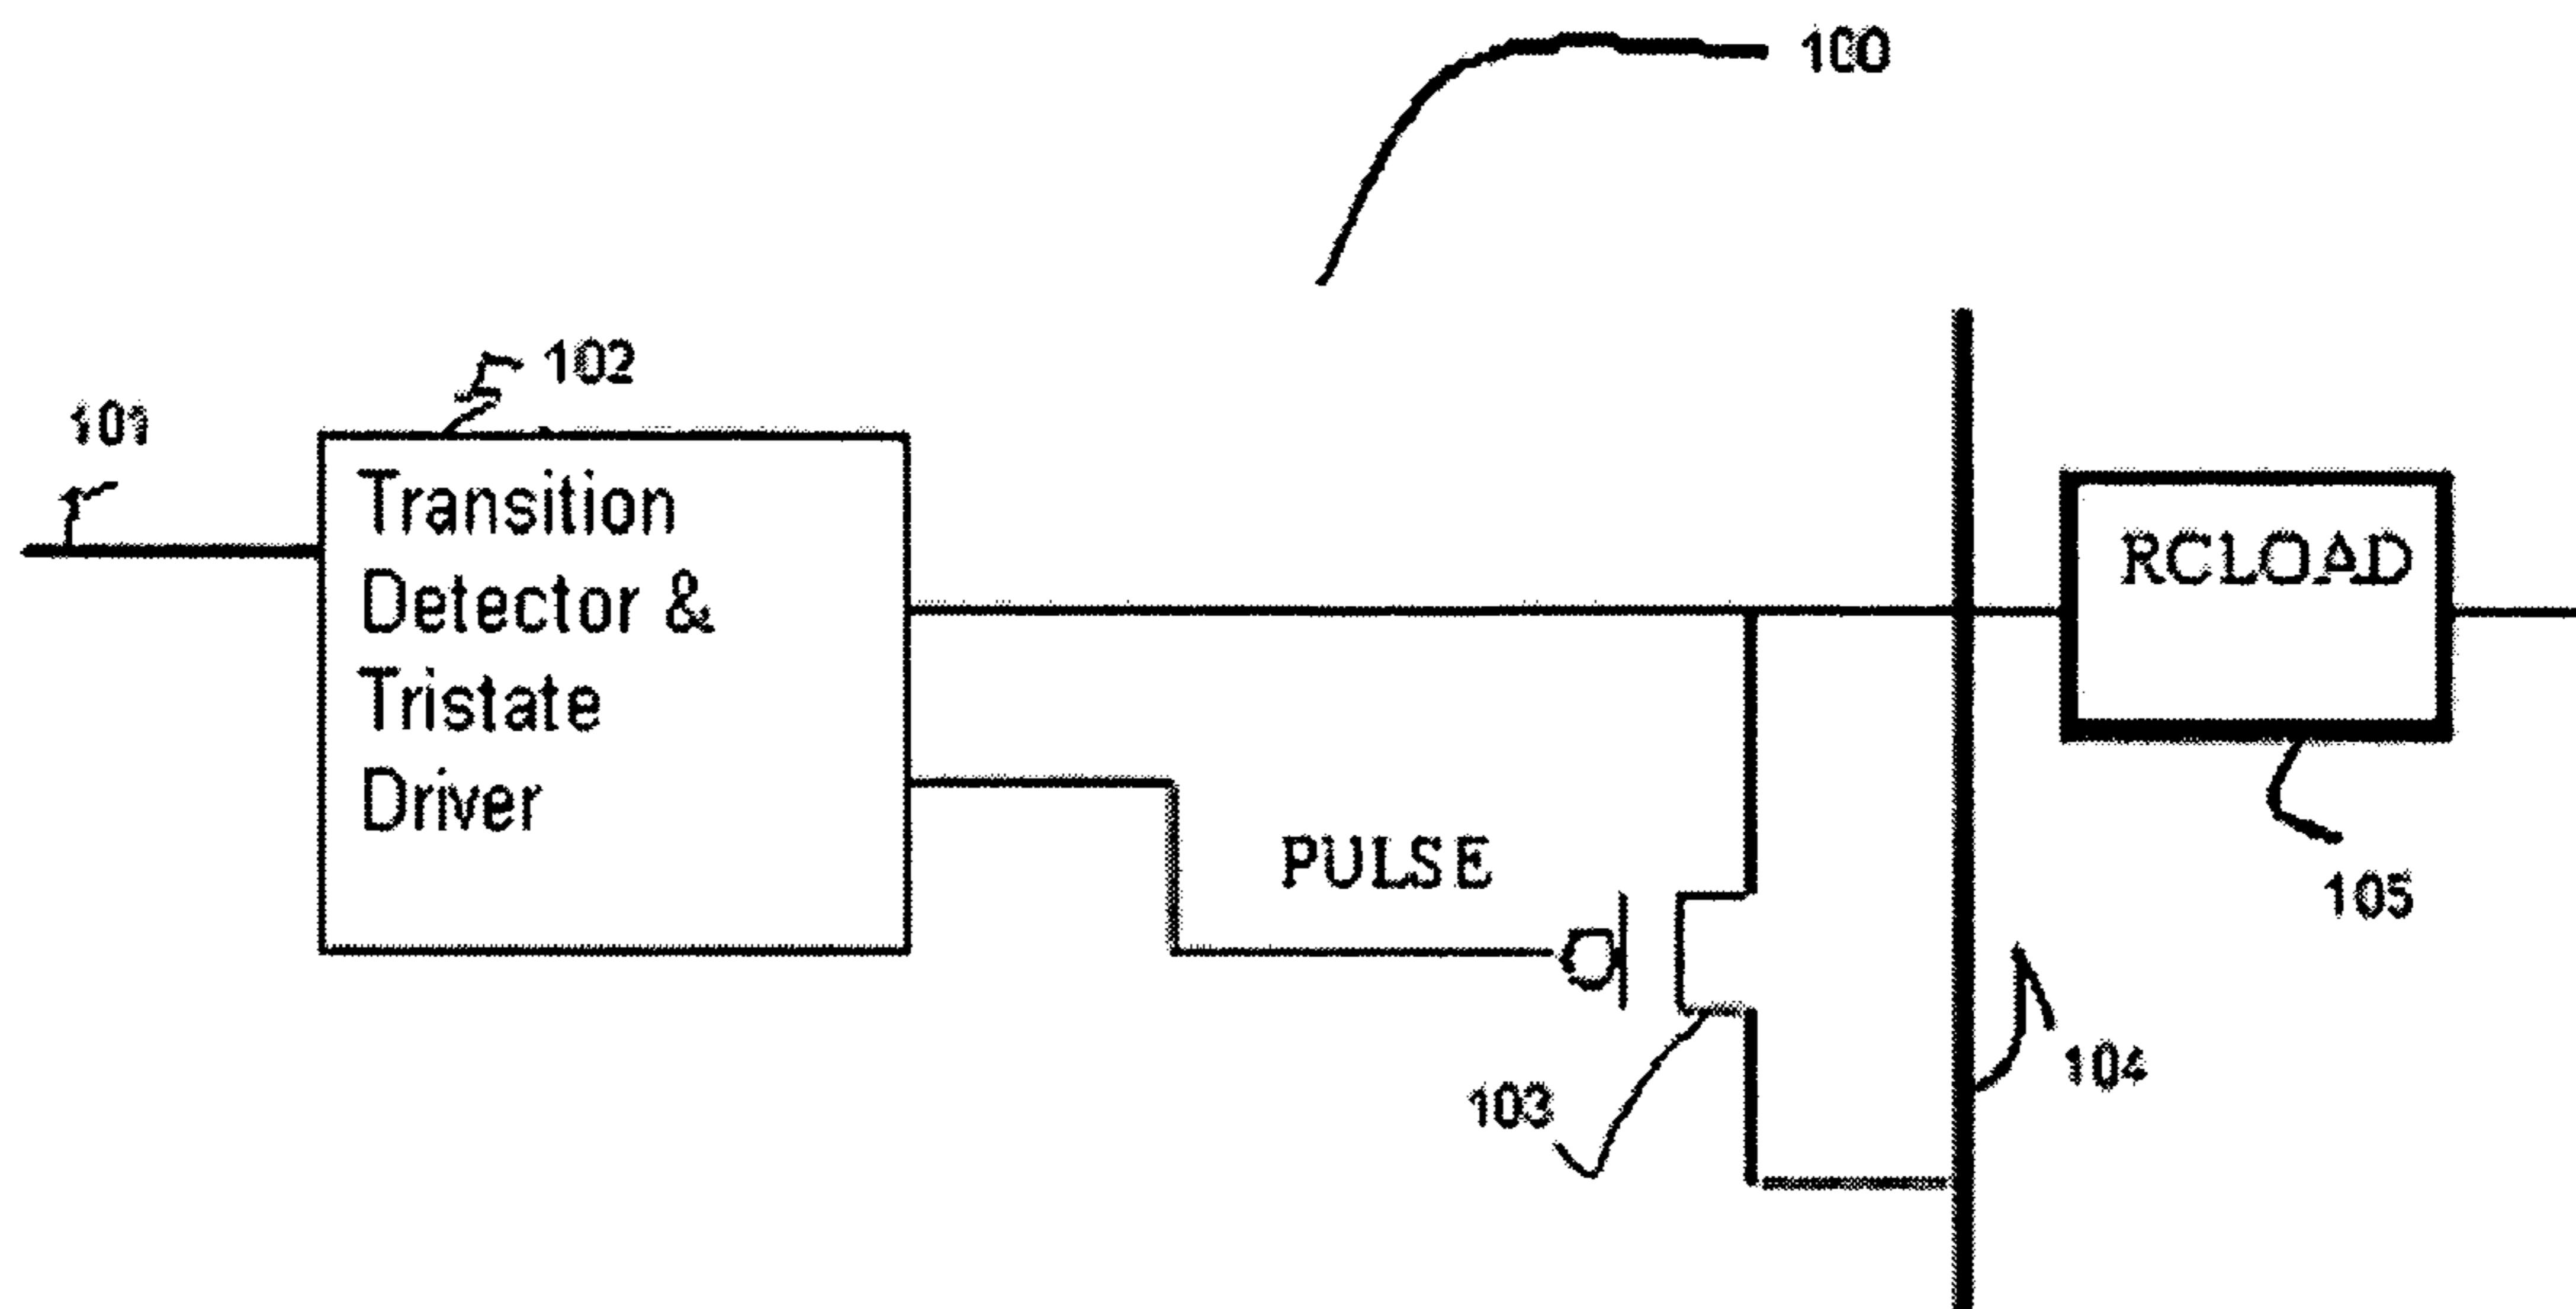 100
102
101
Transition
Detector &
Tristate
Driver
RCLOAD
PULSE
105
104
103